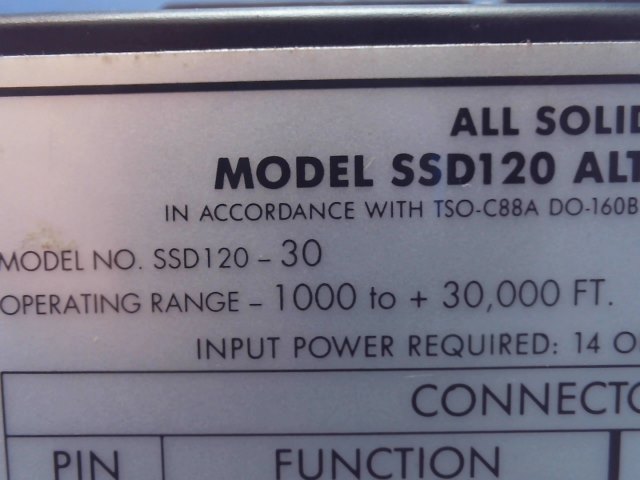 ALL SOLID
MODEL SSD120 ALT
IN ACCORDANCE WITH TSO-C88A DO-160B
MODEL NO. SSD120 – 30
OPERATING RANGE – 1000 to + 30,000 FT.
INPUT POWER REQUIRED: 14 O
CONNECTO
PIN FUNCTION